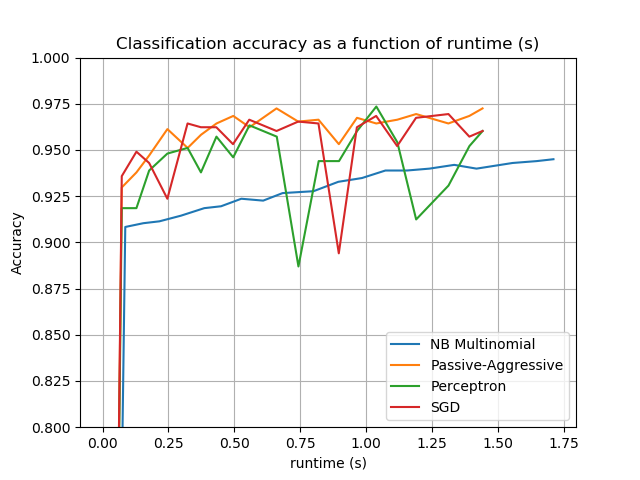 Classification accuracy as a function of runtime (s)
1.000
0.975
0.950
0.925
0.900
0.875
0.850
0.825
0.800
Accuracy
NB Multinomial
Passive-Aggressive
Perceptron
SGD
0.00 0.25 0.50 0.75 1.00 1.25 1.50 1.75
runtime (s)